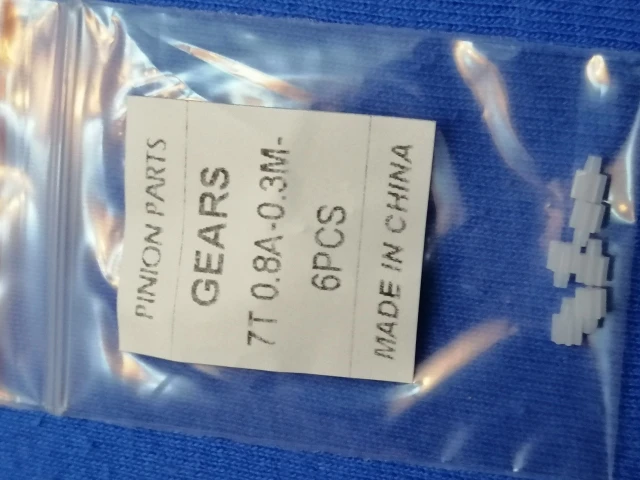 PINION PARTS
GEARS
7T 0.8A-0.3M-
6PCS
MADE IN CHINA